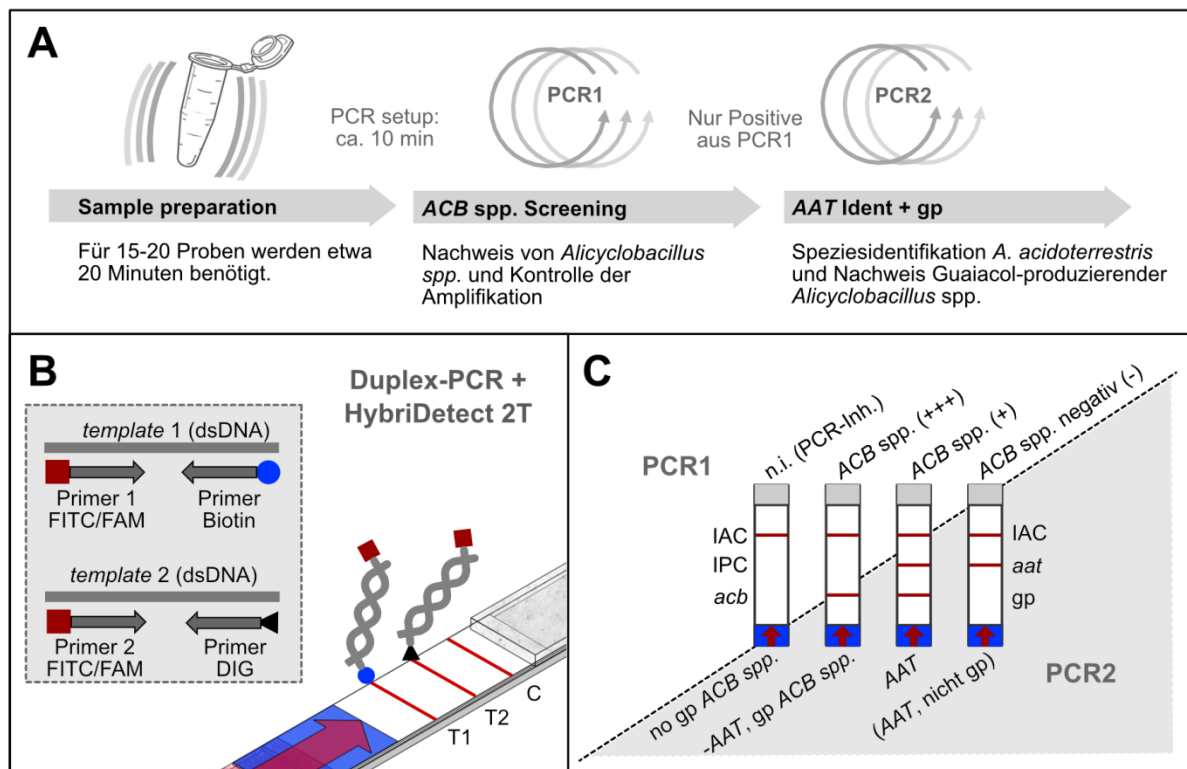 A
PCR setup:
ca. 10 min
PCR1
Nur Positive
aus PCR1
PCR2
Sample preparation
ACB spp. Screening
AAT Ident + gp
Für 15-20 Proben werden etwa
20 Minuten benötigt.
Nachweis von Alicyclobacillus
spp. und Kontrolle der
Amplifikation
Speziesidentifikation A. acidoterrestris
und Nachweis Guaiacol-produzierender
Alicyclobacillus spp.
B
Duplex-PCR +
HybriDetect 2T
template 1 (dsDNA)
Primer 1
FITC/FAM
Primer
Biotin
template 2 (dsDNA)
Primer 2
FITC/FAM
Primer
DIG
T1
T2
C
C
PCR1
n.i. (PCR-Inh.)
ACB spp. (+++)
ACB spp. (+)
ACB spp. negativ (-)
IAC
IPC
acb
IAC
aat
gp
no gp ACB spp.
-AAT, gp ACB spp.
AAT
(AAT, nicht gp)
PCR2